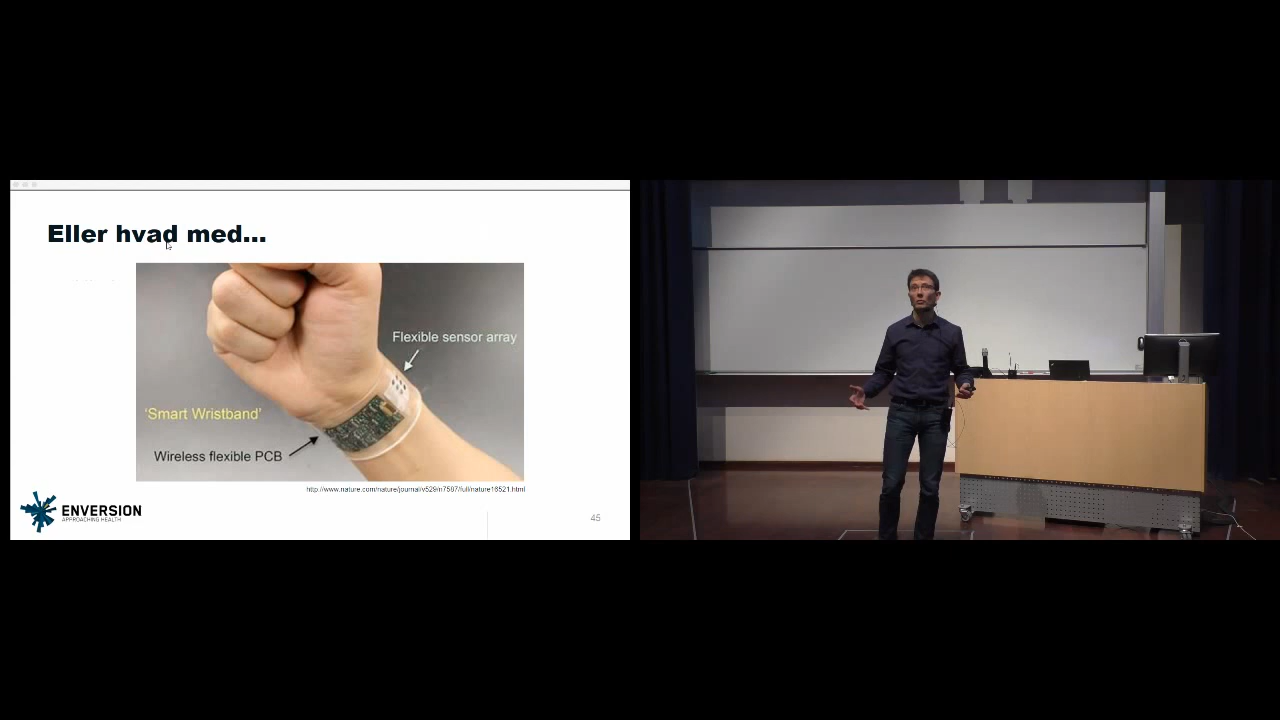 Eller hvad med...
Flexible sensor array
'Smart Wristband'
Wireless flexible PCB
http://www.nature.com/nature/journal/v529/n7587/full/nature16521.html
ENVERSION
APPROACHING HEALTH
45